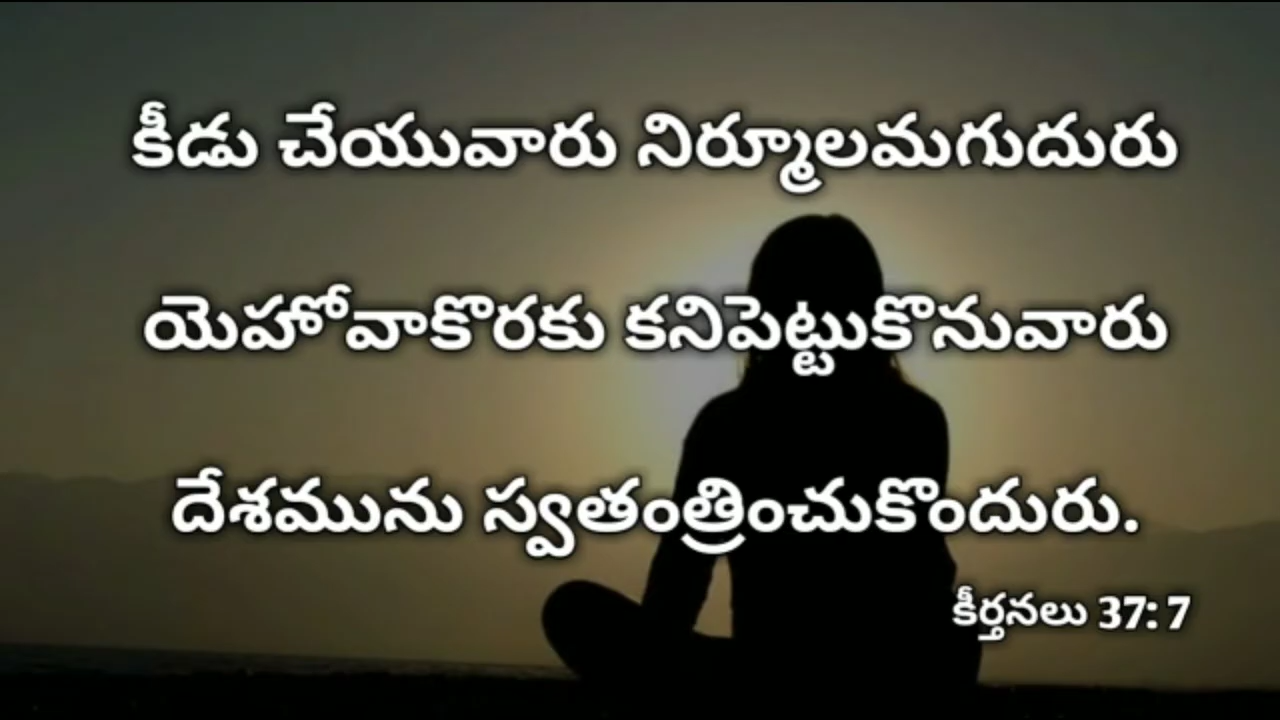 కీడు చేయువారు నిర్మూలమగుదురు
యెహోవాకొరకు కనిపెట్టుకొనువారు
దేశమును స్వతంత్రించుకొందురు.
కీర్తనలు 37: 7